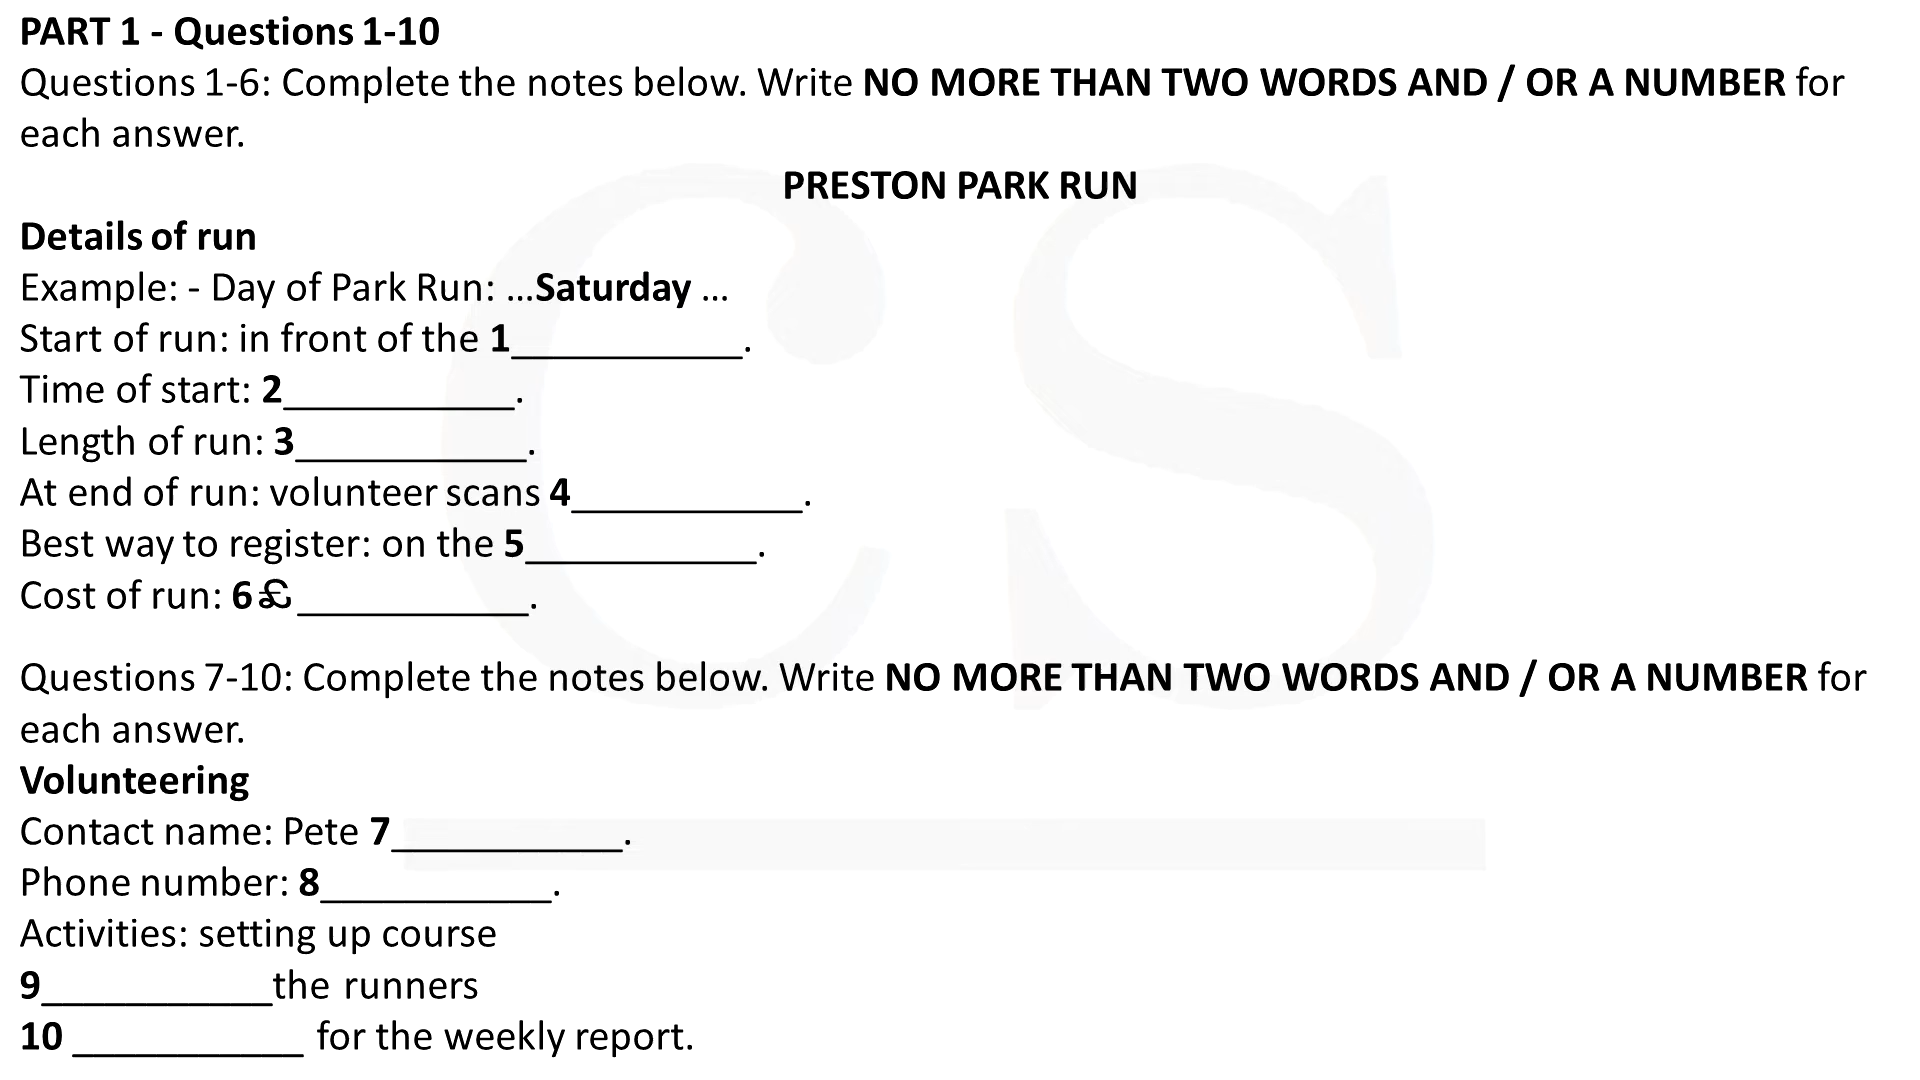 PART 1 - Questions 1-10
Questions 1-6: Complete the notes below. Write NO MORE THAN TWO WORDS AND / OR A NUMBER for
each answer.
PRESTON PARK RUN
Details of run
Example: - Day of Park Run: ...Saturday ...
Start of run: in front of the 1___________.
Time of start: 2___________.
Length of run: 3___________.
At end of run: volunteer scans 4___________.
Best way to register: on the 5___________.
Cost of run: 6 £ ___________.
Questions 7-10: Complete the notes below. Write NO MORE THAN TWO WORDS AND / OR A NUMBER for
each answer.
Volunteering
Contact name: Pete 7___________.
Phone number: 8___________.
Activities: setting up course
9___________the runners
10 ___________ for the weekly report.
CS